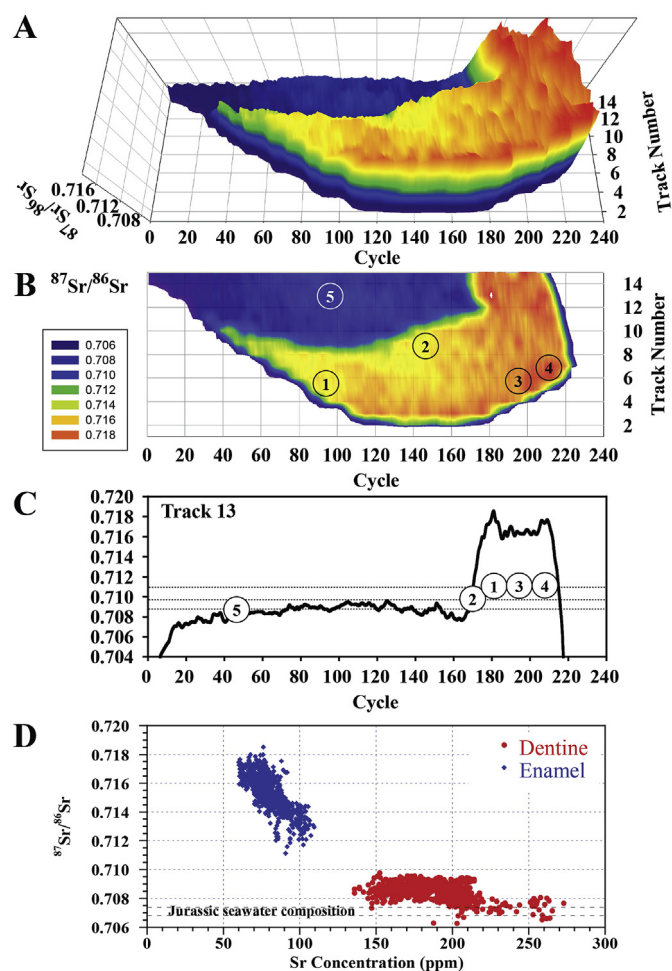 A
14
12
10
8
6
4
2
Track Number
0.716
0.712
0.708
87Sr/86Sr
0 20 40 60 80 100 120 140 160 180 200 220 240
Cycle
B
87Sr/86Sr
0.706
0.708
0.710
0.712
0.714
0.716
0.718
5
2
1
3
4
14
12
10
8
6
4
2
Track Number
0 20 40 60 80 100 120 140 160 180 200 220 240
C
Track 13
0.720
0.718
0.716
0.714
0.712
0.710
0.708
0.706
0.704
5
2
1
3
4
0 20 40 60 80 100 120 140 160 180 200 220 240
Cycle
D
87Sr/86Sr
0.720
0.718
0.716
0.714
0.712
0.710
0.708
0.706
Dentine
Enamel
Jurassic seawater composition
0 50 100 150 200 250 300
Sr Concentration (ppm)